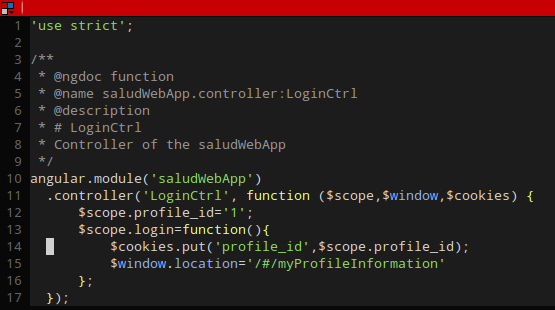 1 'use strict';
2
3 /**
4  * @ngdoc function
5  * @name saludWebApp.controller:LoginCtrl
6  * @description
7  * # LoginCtrl
8  * Controller of the saludWebApp
9  */
10 angular.module('saludWebApp')
11   .controller('LoginCtrl', function ($scope,$window,$cookies) {
12       $scope.profile_id='1';
13       $scope.login=function(){
14           $cookies.put('profile_id',$scope.profile_id);
15           $window.location='/#/myProfileInformation'
16       };
17   });